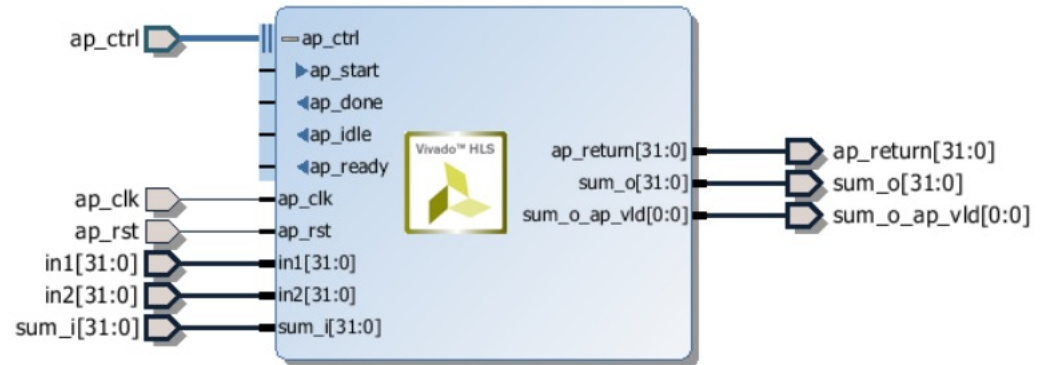 ap_ctrl
ap_ctrl
ap_start
ap_done
ap_idle
ap_ready
ap_clk
ap_clk
ap_rst
ap_rst
in1[31:0]
in1[31:0]
in2[31:0]
in2[31:0]
sum_i[31:0]
sum_i[31:0]
Vivado™ HLS
ap_return[31:0]
ap_return[31:0]
sum_o[31:0]
sum_o[31:0]
sum_o_ap_vld[0:0]
sum_o_ap_vld[0:0]